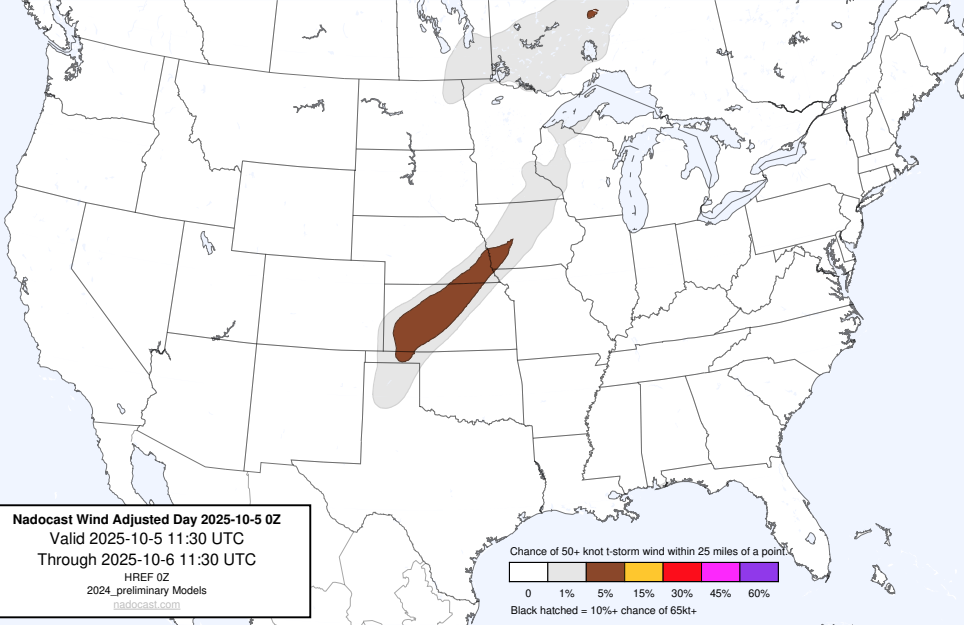 Nadocast Wind Adjusted Day 2025-10-5 0Z
Valid 2025-10-5 11:30 UTC
Through 2025-10-6 11:30 UTC
HREF 0Z
2024_preliminary Models
nadocast.com
Chance of 50+ knot t-storm wind within 25 miles of a point.
0 1% 5% 15% 30% 45% 60%
Black hatched = 10%+ chance of 65kt+